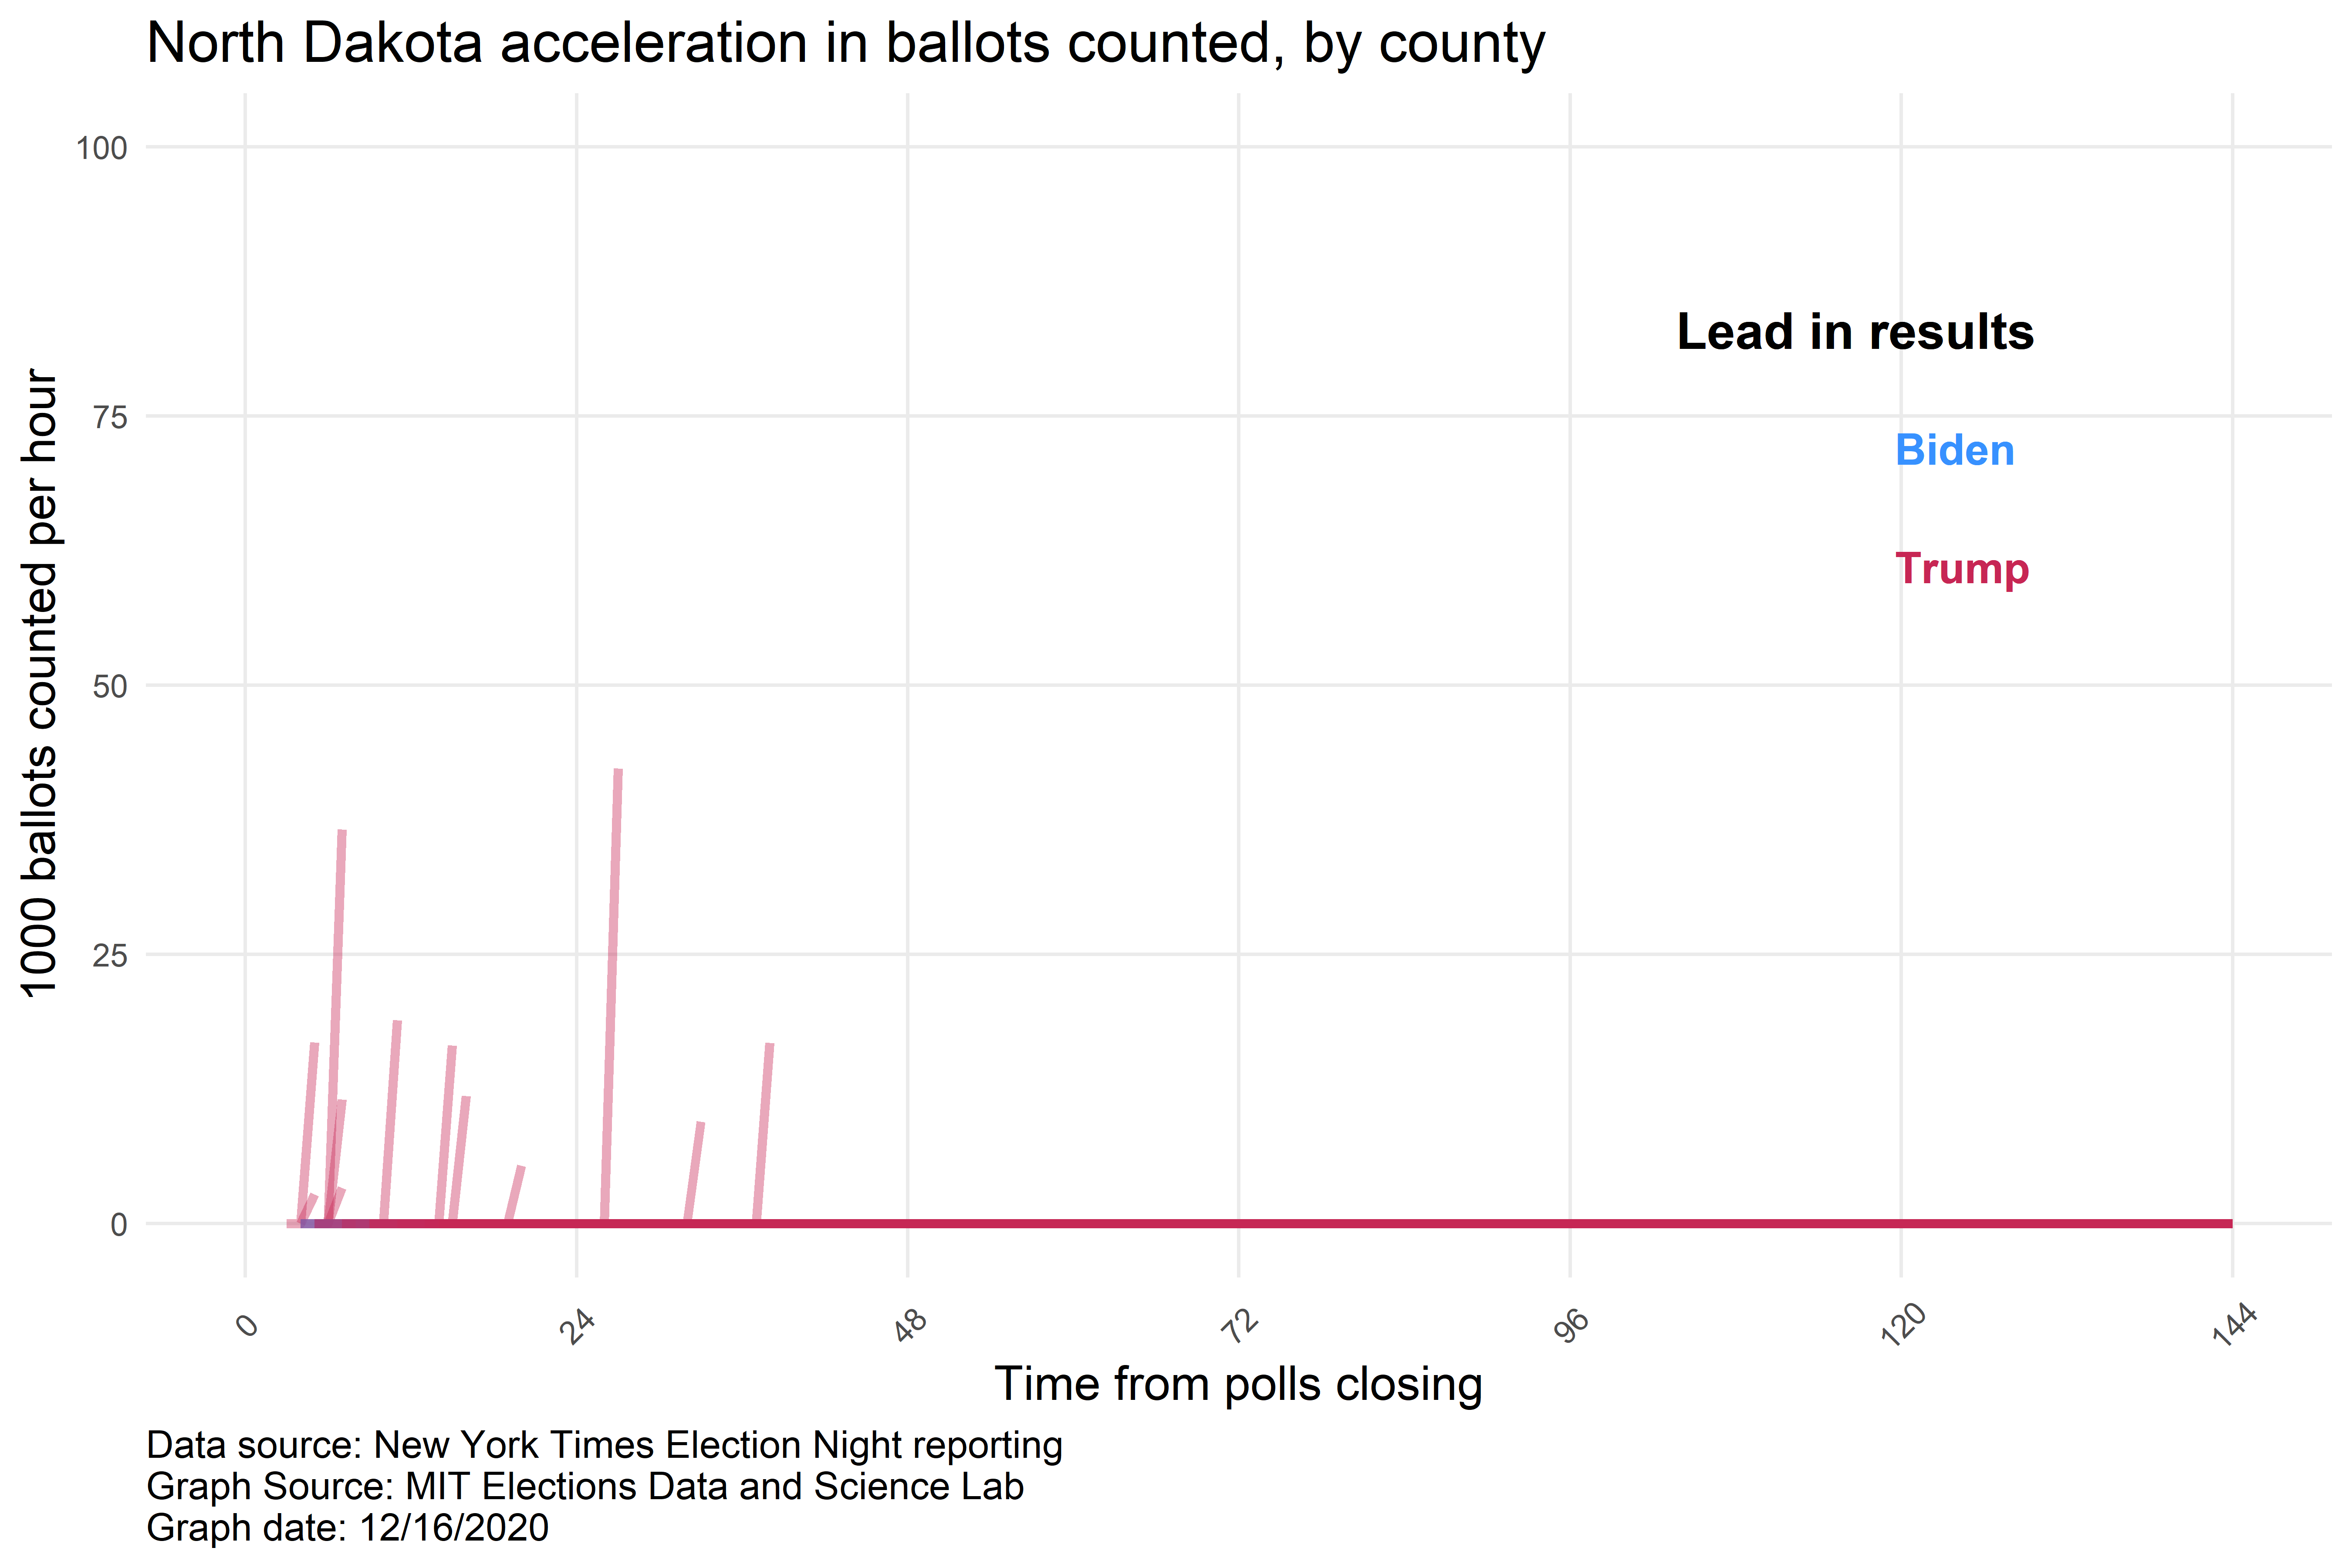 North Dakota acceleration in ballots counted, by county
1000 ballots counted per hour
100
75
50
25
0
Lead in results
Biden
Trump
0 24 48 72 96 120 144
Time from polls closing
Data source: New York Times Election Night reporting
Graph Source: MIT Elections Data and Science Lab
Graph date: 12/16/2020